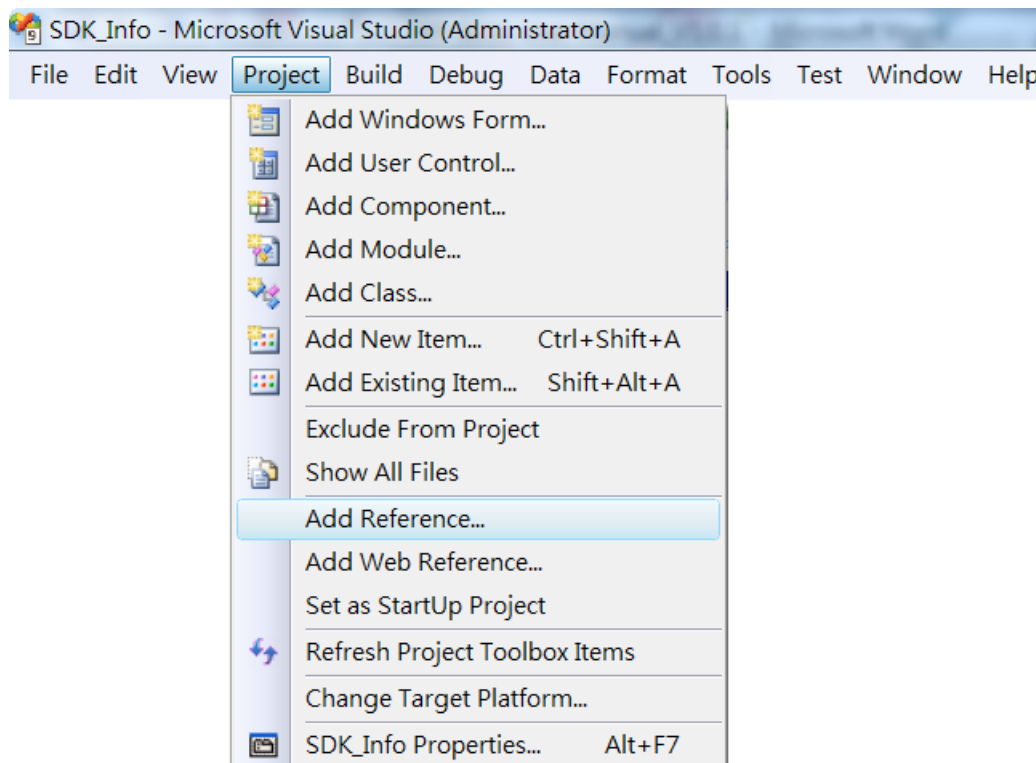 SDK_Info - Microsoft Visual Studio (Administrator)
File Edit View Project Build Debug Data Format Tools Test Window Help
Add Windows Form...
Add User Control...
Add Component...
Add Module...
Add Class...
Add New Item... Ctrl+Shift+A
Add Existing Item... Shift+Alt+A
Exclude From Project
Show All Files
Add Reference...
Add Web Reference...
Set as StartUp Project
Refresh Project Toolbox Items
Change Target Platform...
SDK_Info Properties... Alt+F7